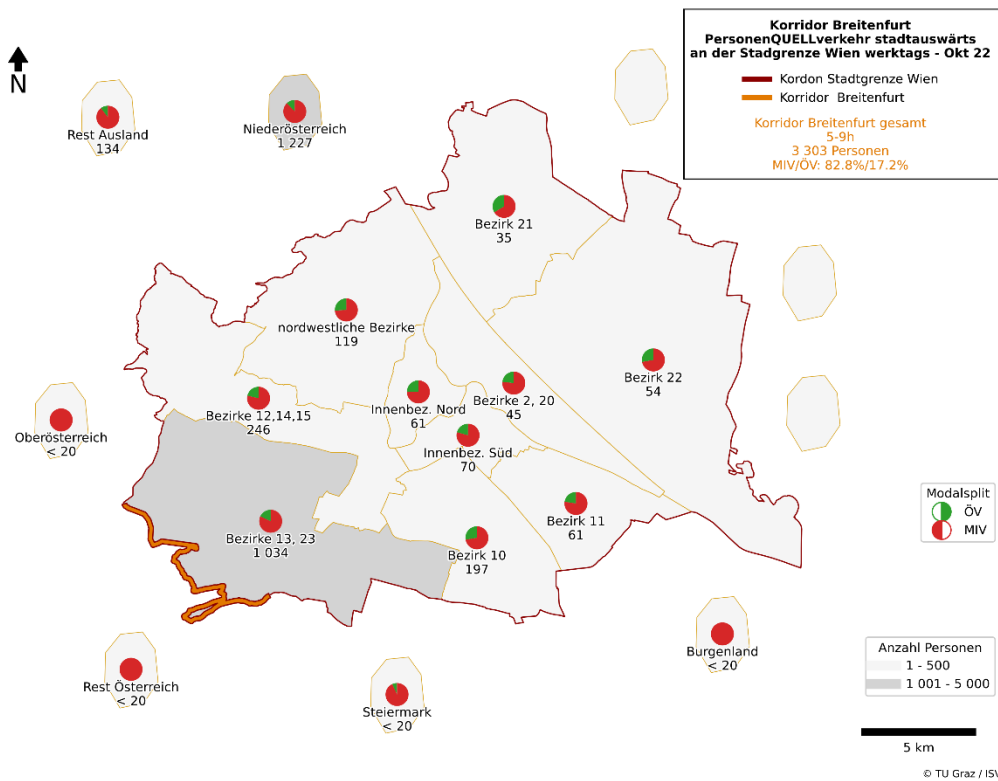 Korridor Breitenfurt
PersonenQUELLverkehr stadtauswärts
an der Stadgrenze Wien werktags - Okt 22
Kordon Stadtgrenze Wien
Korridor Breitenfurt
Korridor Breitenfurt gesamt
5-9h
3 303 Personen
MIV/ÖV: 82.8%/17.2%
N
Rest Ausland
134
Niederösterreich
1 227
Bezirk 21
35
nordwestliche Bezirke
119
Bezirk 22
54
Bezirke 12,14,15
246
Innenbez. Nord
61
Bezirke 2, 20
45
Oberösterreich
< 20
Innenbez. Süd
70
Bezirke 13, 23
1 034
Bezirk 10
197
Bezirk 11
61
Modalsplit
ÖV
MIV
Rest Österreich
< 20
Steiermark
< 20
Burgenland
< 20
Anzahl Personen
1 - 500
1 001 - 5 000
5 km
© TU Graz / ISV